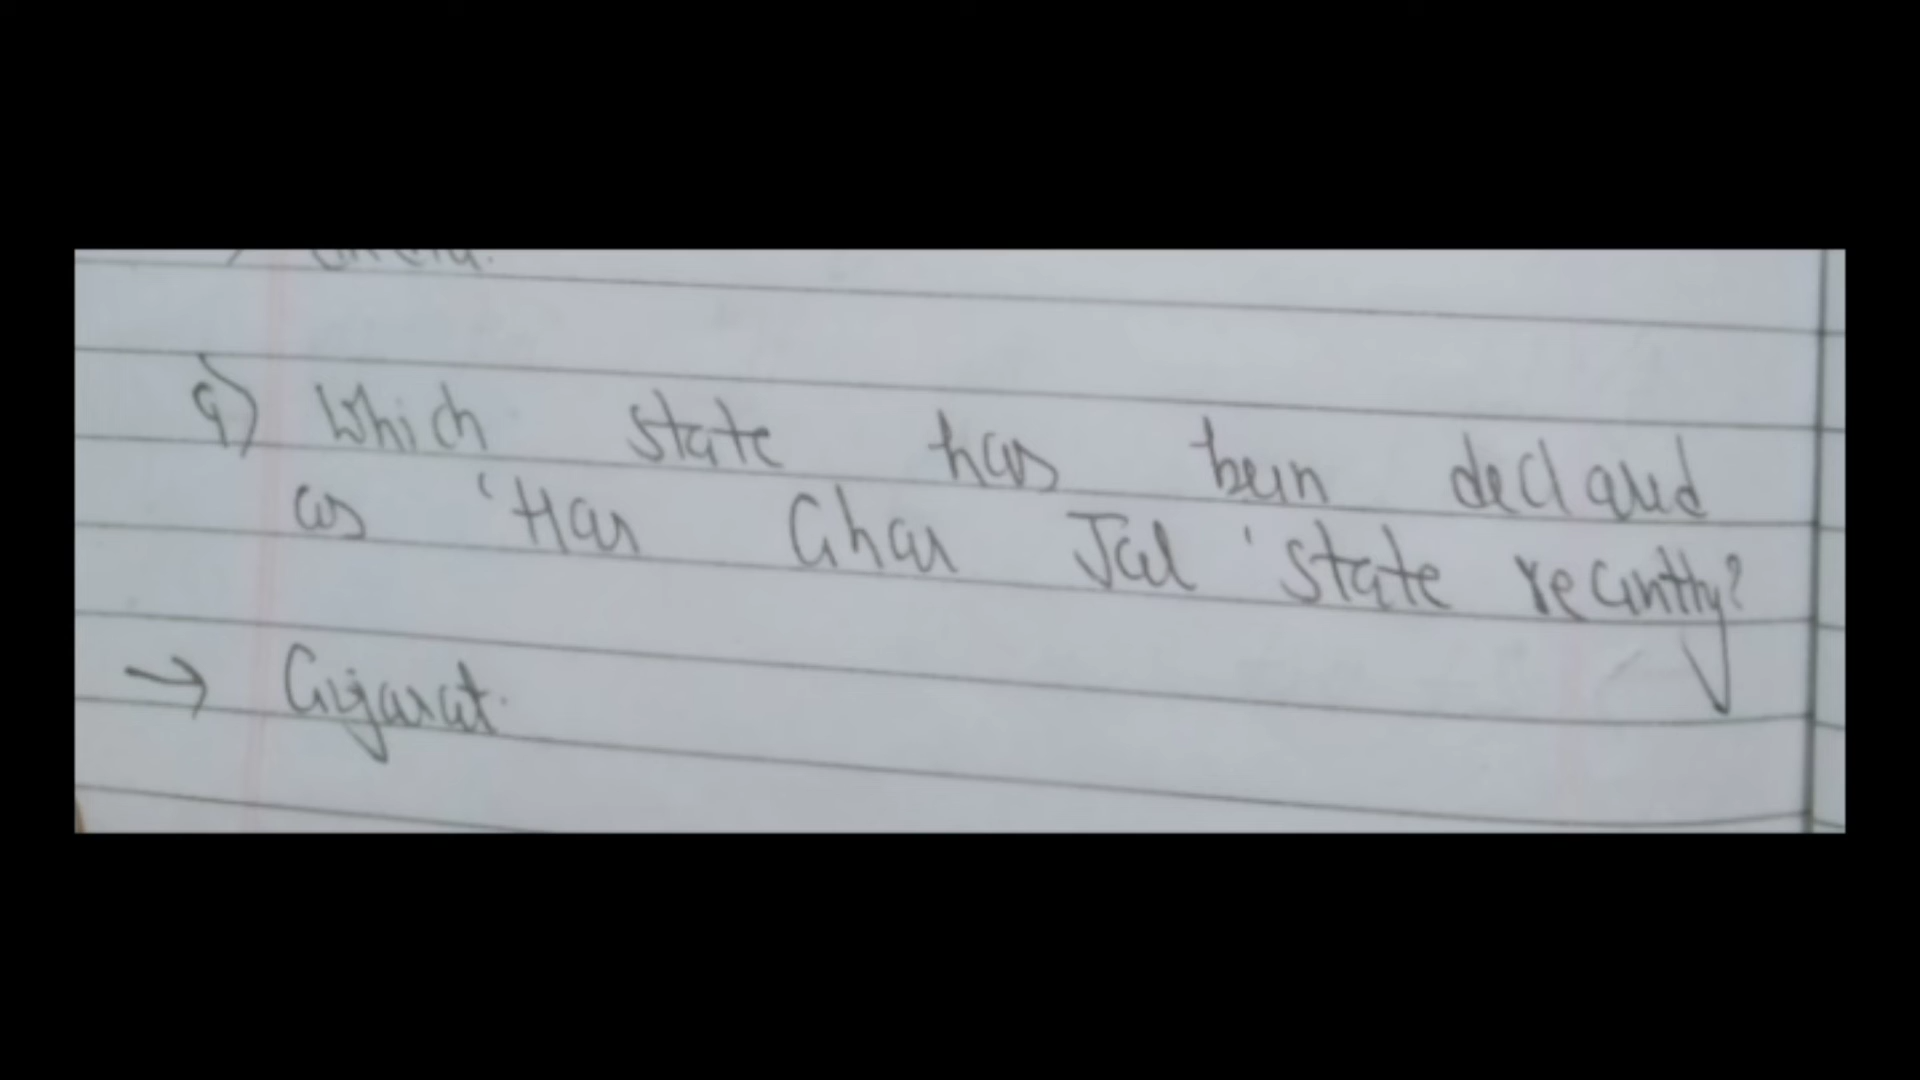 9) Which state has been declared
as 'Har Ghar Jal' state recently?
→ Gujarat.